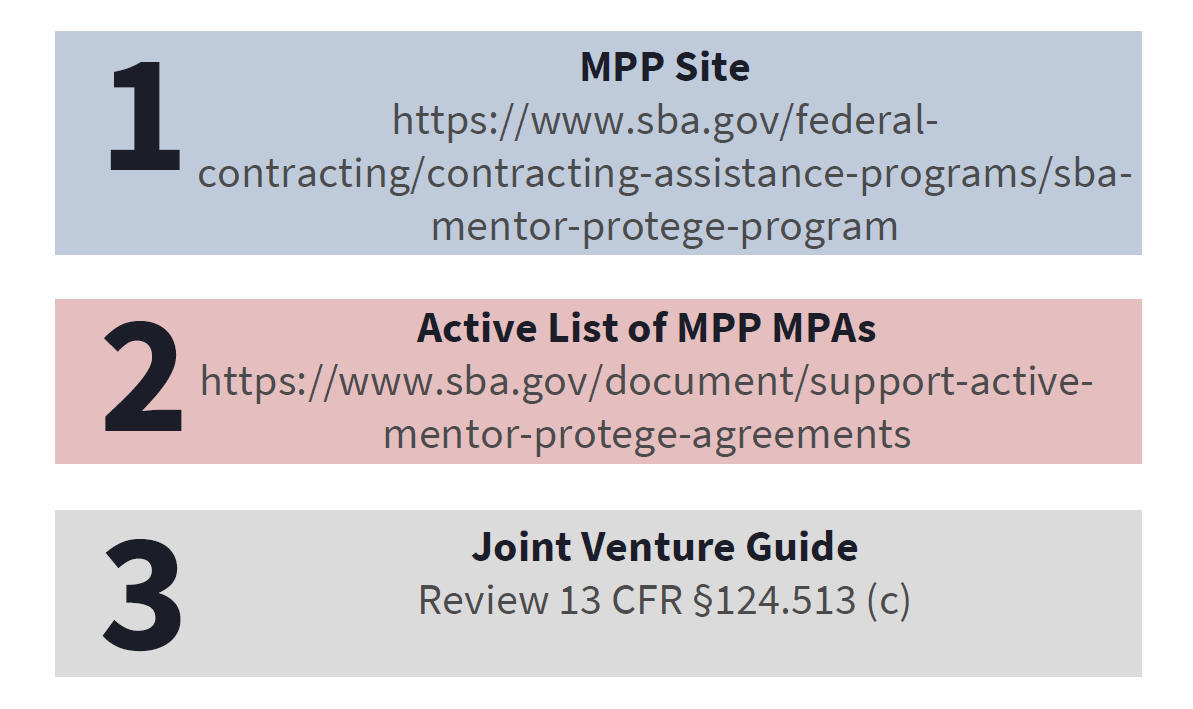 1
MPP Site
https://www.sba.gov/federal-
contracting/contracting-assistance-programs/sba-
mentor-protege-program
2
Active List of MPP MPAs
https://www.sba.gov/document/support-active-
mentor-protege-agreements
3
Joint Venture Guide
Review 13 CFR §124.513 (c)